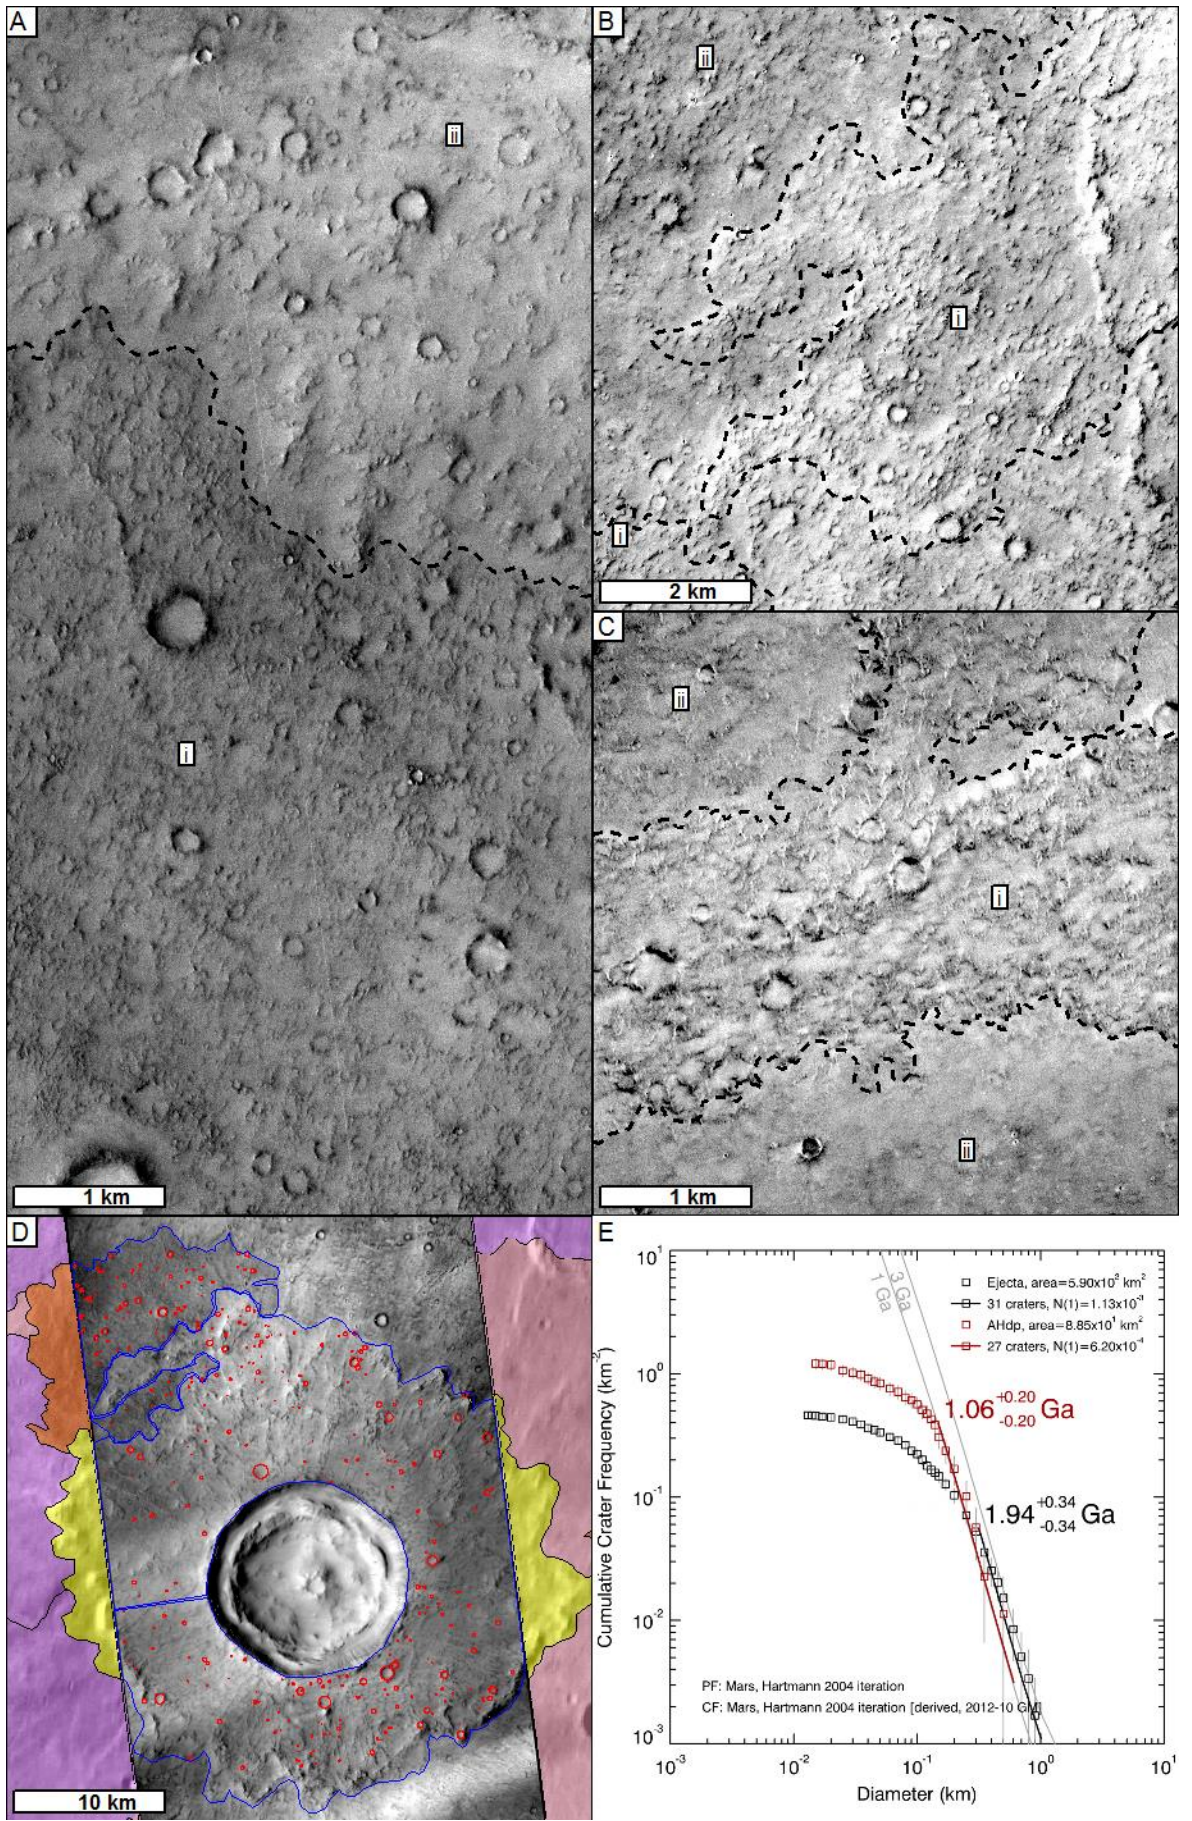 A
ii
i
1 km
B
ii
i
i
2 km
C
ii
i
ii
1 km
D
10 km
E
Cumulative Crater Frequency (km⁻²)
10¹
10⁰
10⁻¹
10⁻²
10⁻³
1 Ga
3 Ga
Ejecta, area=5.90x10² km²
31 craters, N(1)=1.13x10⁻³
AHdp, area=8.85x10¹ km²
27 craters, N(1)=6.20x10⁻⁴
1.06 +0.20 -0.20 Ga
1.94 +0.34 -0.34 Ga
PF: Mars, Hartmann 2004 iteration
CF: Mars, Hartmann 2004 iteration [derived, 2012-10
10⁻³ 10⁻² 10⁻¹ 10⁰ 10¹
Diameter (km)